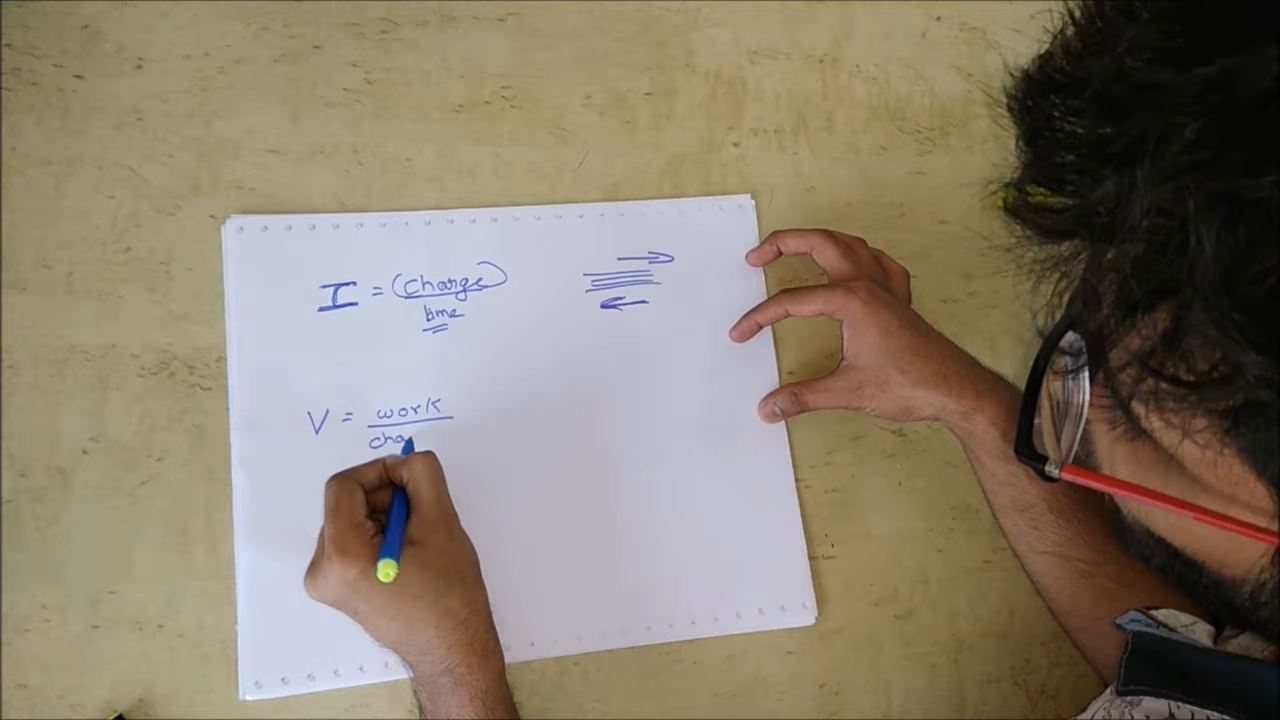 I = (charge)
time
V = work
cha